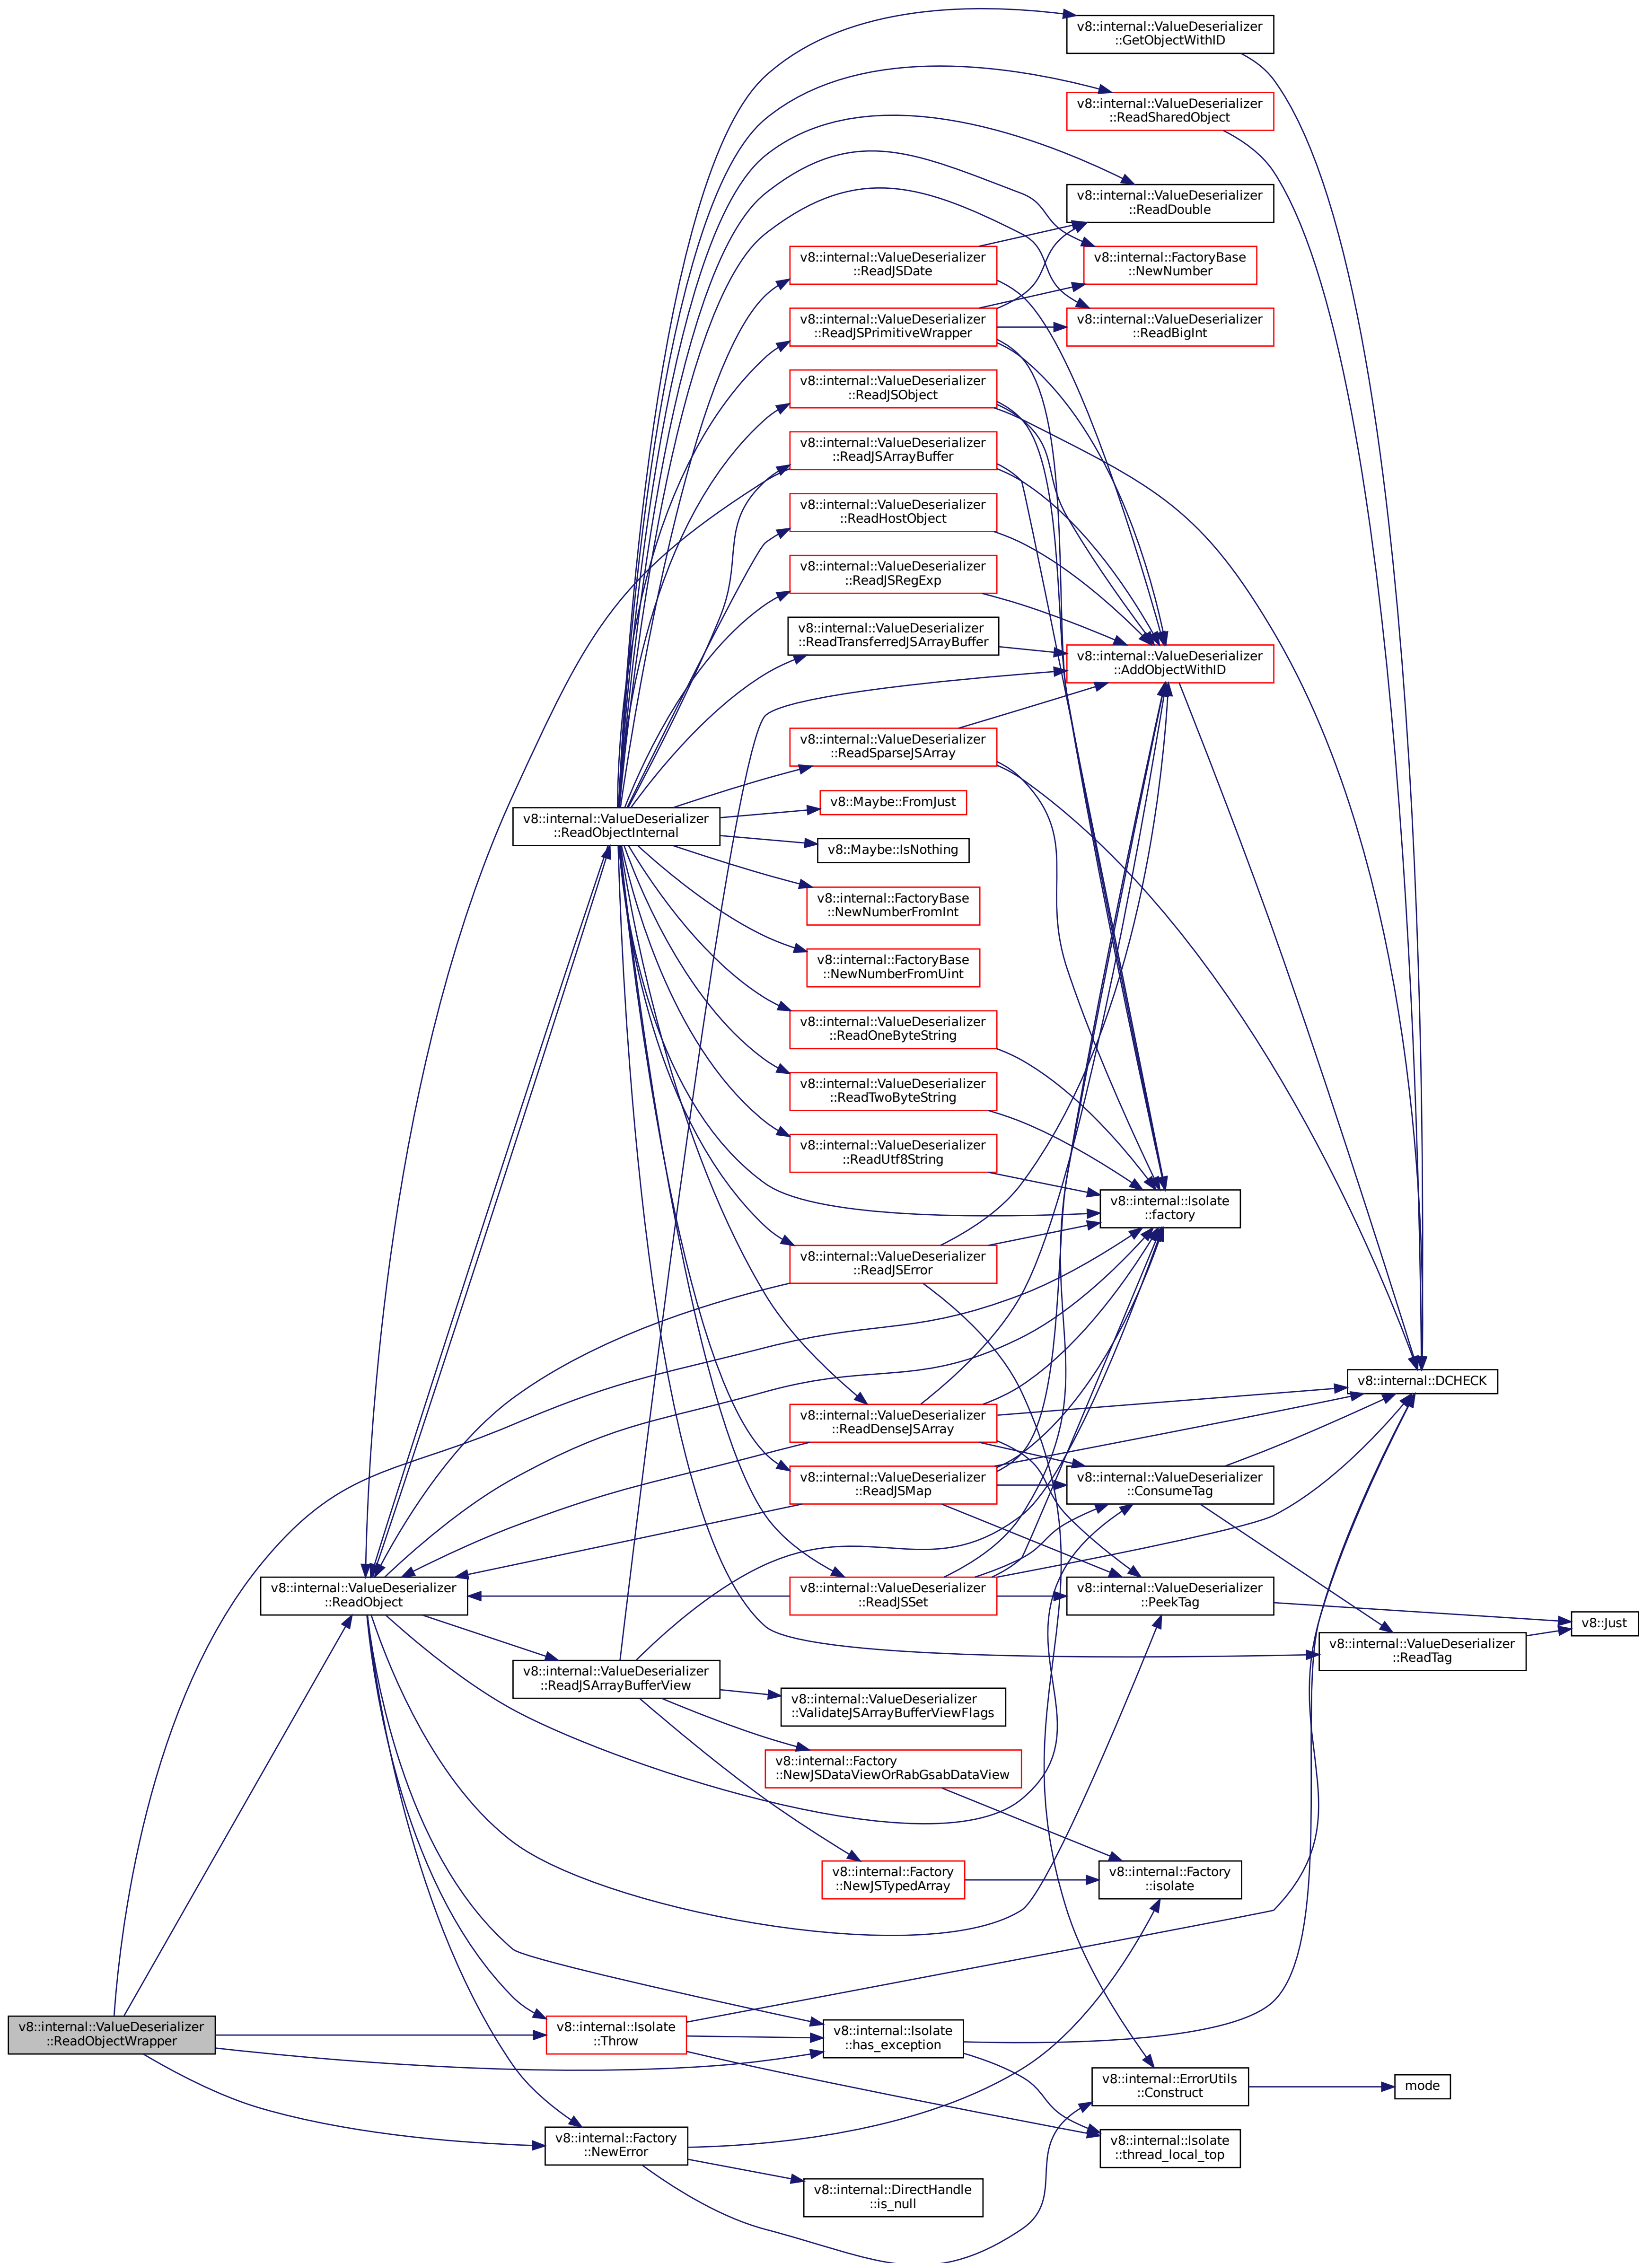 v8::internal::ValueDeserializer
::GetObjectWithID
v8::internal::ValueDeserializer
::ReadSharedObject
v8::internal::ValueDeserializer
::ReadDouble
v8::internal::ValueDeserializer
::ReadJSDate
v8::internal::FactoryBase
::NewNumber
v8::internal::ValueDeserializer
::ReadJSPrimitiveWrapper
v8::internal::ValueDeserializer
::ReadBigInt
v8::internal::ValueDeserializer
::ReadJSObject
v8::internal::ValueDeserializer
::ReadJSArrayBuffer
v8::internal::ValueDeserializer
::ReadHostObject
v8::internal::ValueDeserializer
::ReadJSRegExp
v8::internal::ValueDeserializer
::ReadTransferredJSArrayBuffer
v8::internal::ValueDeserializer
::AddObjectWithID
v8::internal::ValueDeserializer
::ReadSparseJSArray
v8::Maybe::FromJust
v8::internal::ValueDeserializer
::ReadObjectInternal
v8::Maybe::IsNothing
v8::internal::FactoryBase
::NewNumberFromInt
v8::internal::FactoryBase
::NewNumberFromUint
v8::internal::ValueDeserializer
::ReadOneByteString
v8::internal::ValueDeserializer
::ReadTwoByteString
v8::internal::ValueDeserializer
::ReadUtf8String
v8::internal::Isolate
::factory
v8::internal::ValueDeserializer
::ReadJSError
v8::internal::DCHECK
v8::internal::ValueDeserializer
::ReadDenseJSArray
v8::internal::ValueDeserializer
::ReadJSMap
v8::internal::ValueDeserializer
::ConsumeTag
v8::internal::ValueDeserializer
::ReadObject
v8::internal::ValueDeserializer
::ReadJSSet
v8::internal::ValueDeserializer
::PeekTag
v8::Just
v8::internal::ValueDeserializer
::ReadTag
v8::internal::ValueDeserializer
::ReadJSArrayBufferView
v8::internal::ValueDeserializer
::ValidateJSArrayBufferViewFlags
v8::internal::Factory
::NewJSDataViewOrRabGsabDataView
v8::internal::Factory
::NewJSTypedArray
v8::internal::Factory
::isolate
v8::internal::ValueDeserializer
::ReadObjectWrapper
v8::internal::Isolate
::Throw
v8::internal::Isolate
::has_exception
v8::internal::ErrorUtils
::Construct
mode
v8::internal::Factory
::NewError
v8::internal::Isolate
::thread_local_top
v8::internal::DirectHandle
::is_null